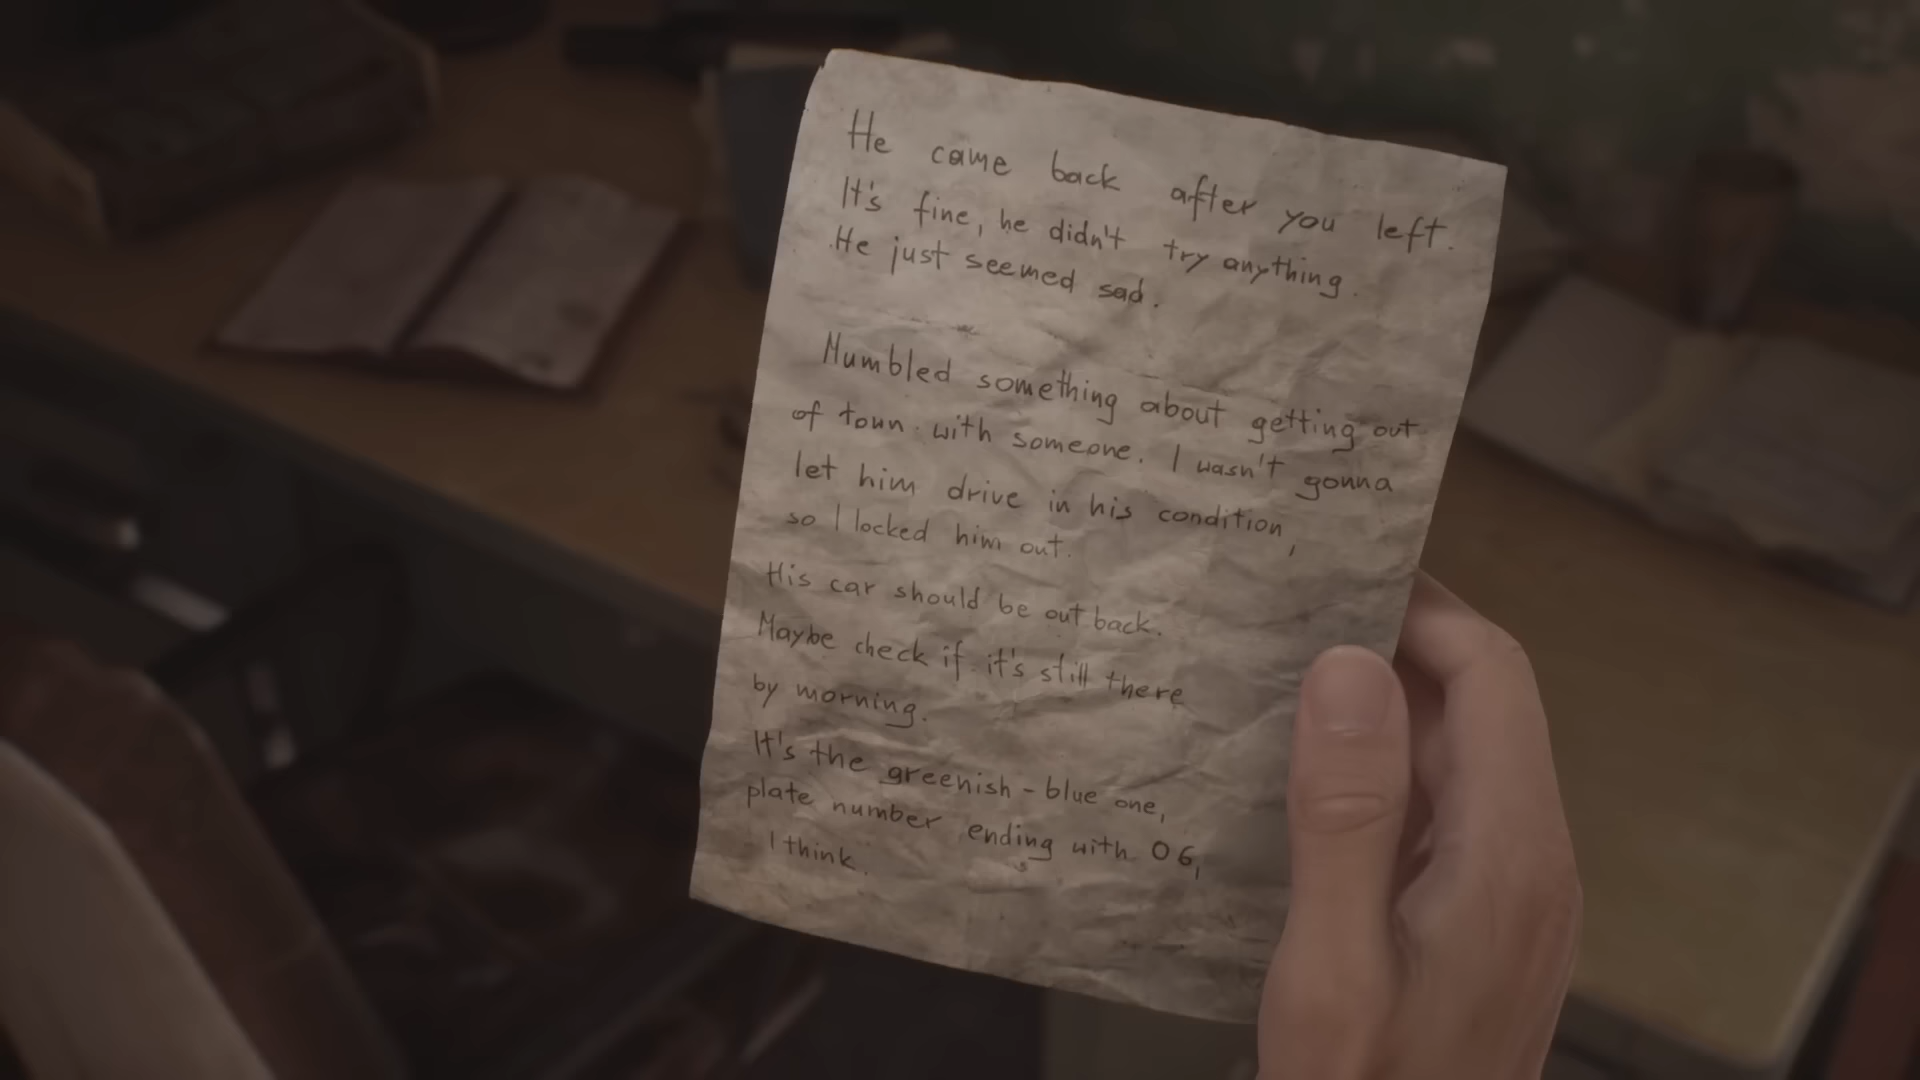 He came back after you left.
It's fine, he didn't try anything.
He just seemed sad.
Mumbled something about getting out
of town with someone. I wasn't gonna
let him drive in his condition,
so I locked him out.
His car should be out back.
Maybe check if it's still there
by morning.
It's the greenish-blue one,
plate number ending with 06,
I think.